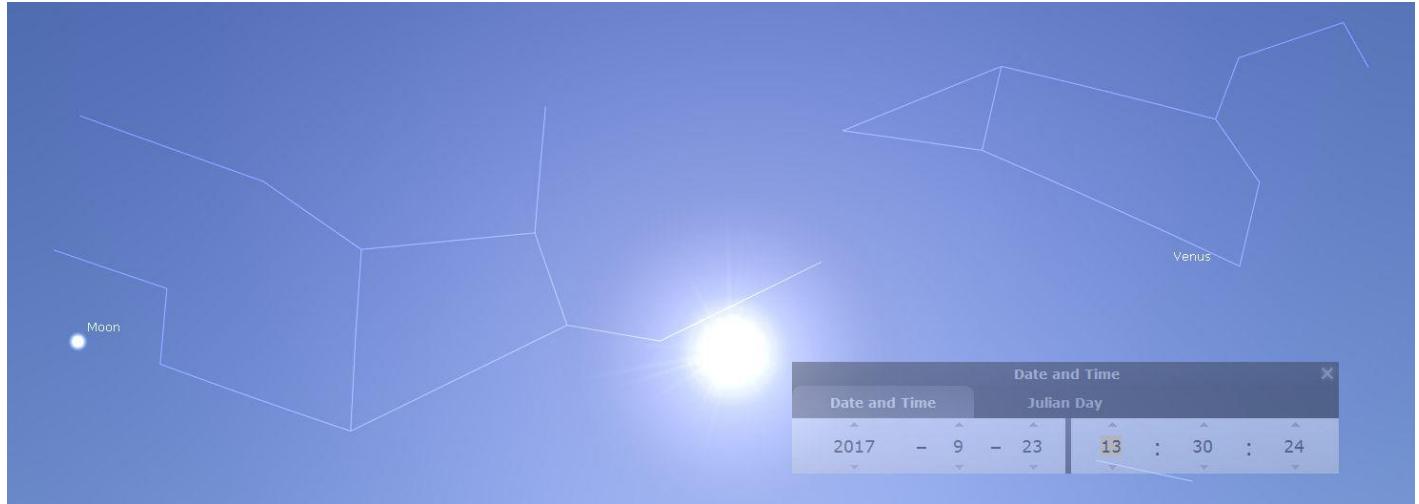 Venus
Moon
Date and Time
Date and Time Julian Day
2017 - 9 - 23 13 : 30 : 24